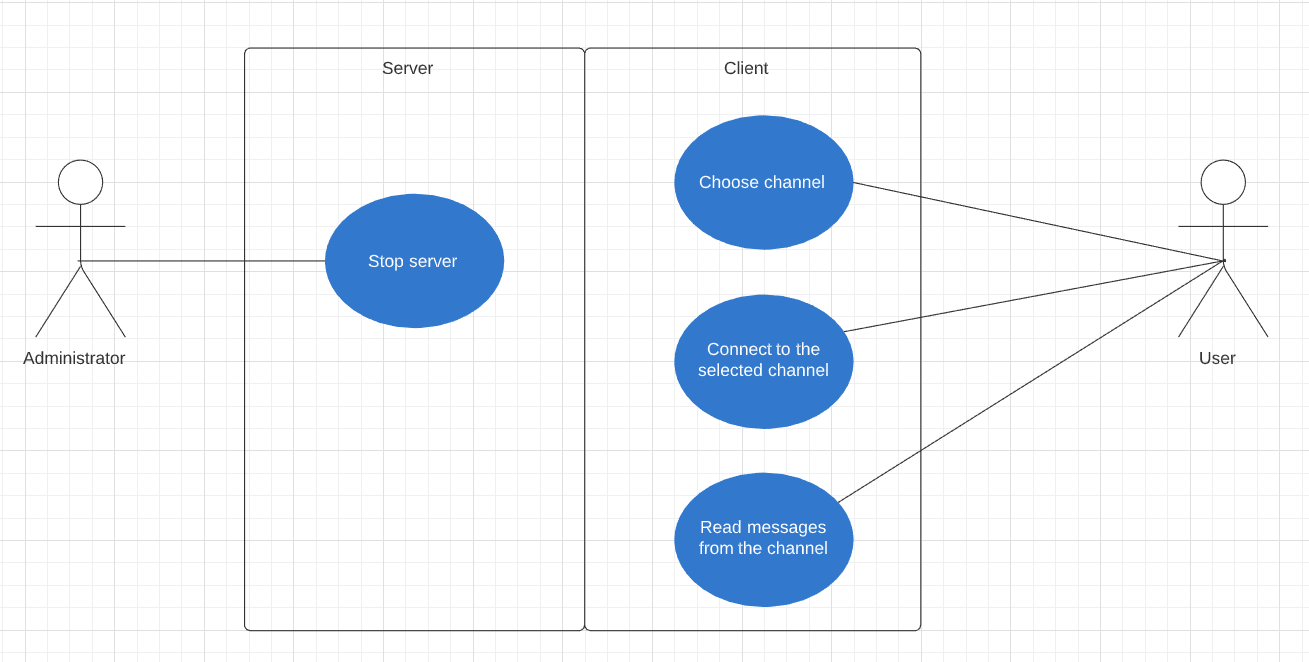 Server
Client
Choose channel
Stop server
Connect to the
selected channel
Administrator
User
Read messages
from the channel